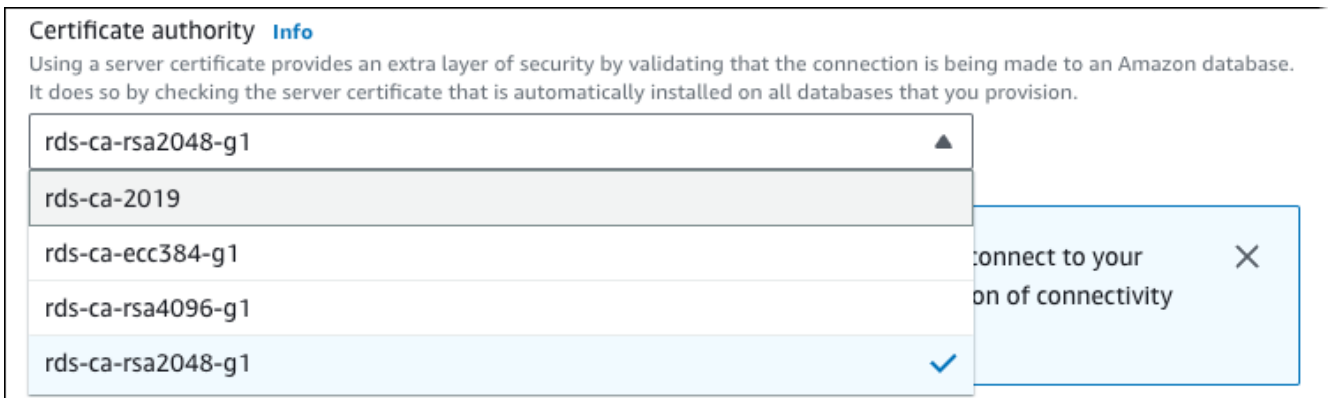 Certificate authority Info
Using a server certificate provides an extra layer of security by validating that the connection is being made to an Amazon database.
It does so by checking the server certificate that is automatically installed on all databases that you provision.
rds-ca-rsa2048-g1
rds-ca-2019
rds-ca-ecc384-g1
connect to your
on of connectivity
rds-ca-rsa4096-g1
rds-ca-rsa2048-g1